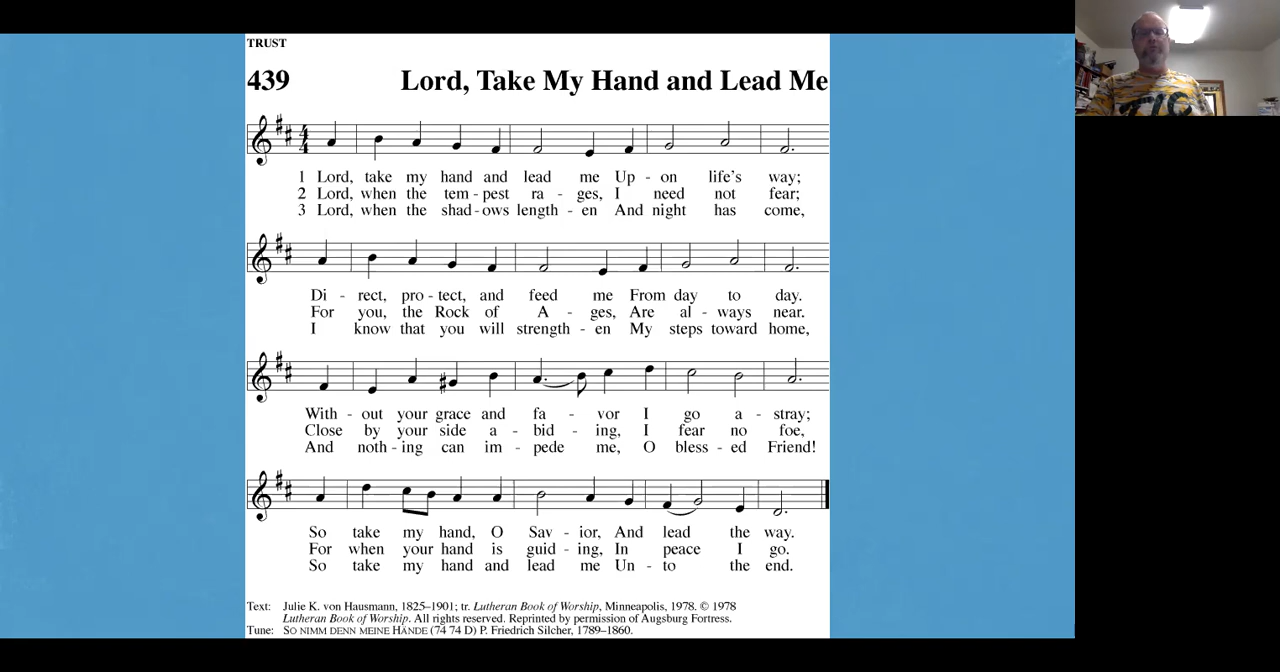 TRUST
439 Lord, Take My Hand and Lead Me
4
4
1 Lord, take my hand and lead me Up - on life's way;
2 Lord, when the tem - pest ra - ges, I need not fear;
3 Lord, when the shad - ows length - en And night has come,
Di - rect, pro - tect, and feed me From day to day.
For you, the Rock of A - ges, Are al - ways near.
I know that you will strength - en My steps toward home,
With - out your grace and fa - vor I go a - stray;
Close by your side a - bid - ing, I fear no foe,
And noth - ing can im - pede me, O bless - ed Friend!
So take my hand, O Sav - ior, And lead the way.
For when your hand is guid - ing, In peace I go.
So take my hand and lead me Un - to the end.
Text: Julie K. von Hausmann, 1825–1901; tr. Lutheran Book of Worship, Minneapolis, 1978. © 1978
Lutheran Book of Worship. All rights reserved. Reprinted by permission of Augsburg Fortress.
Tune: SO NIMM DENN MEINE HÄNDE (74 74 D) P. Friedrich Silcher, 1789–1860.